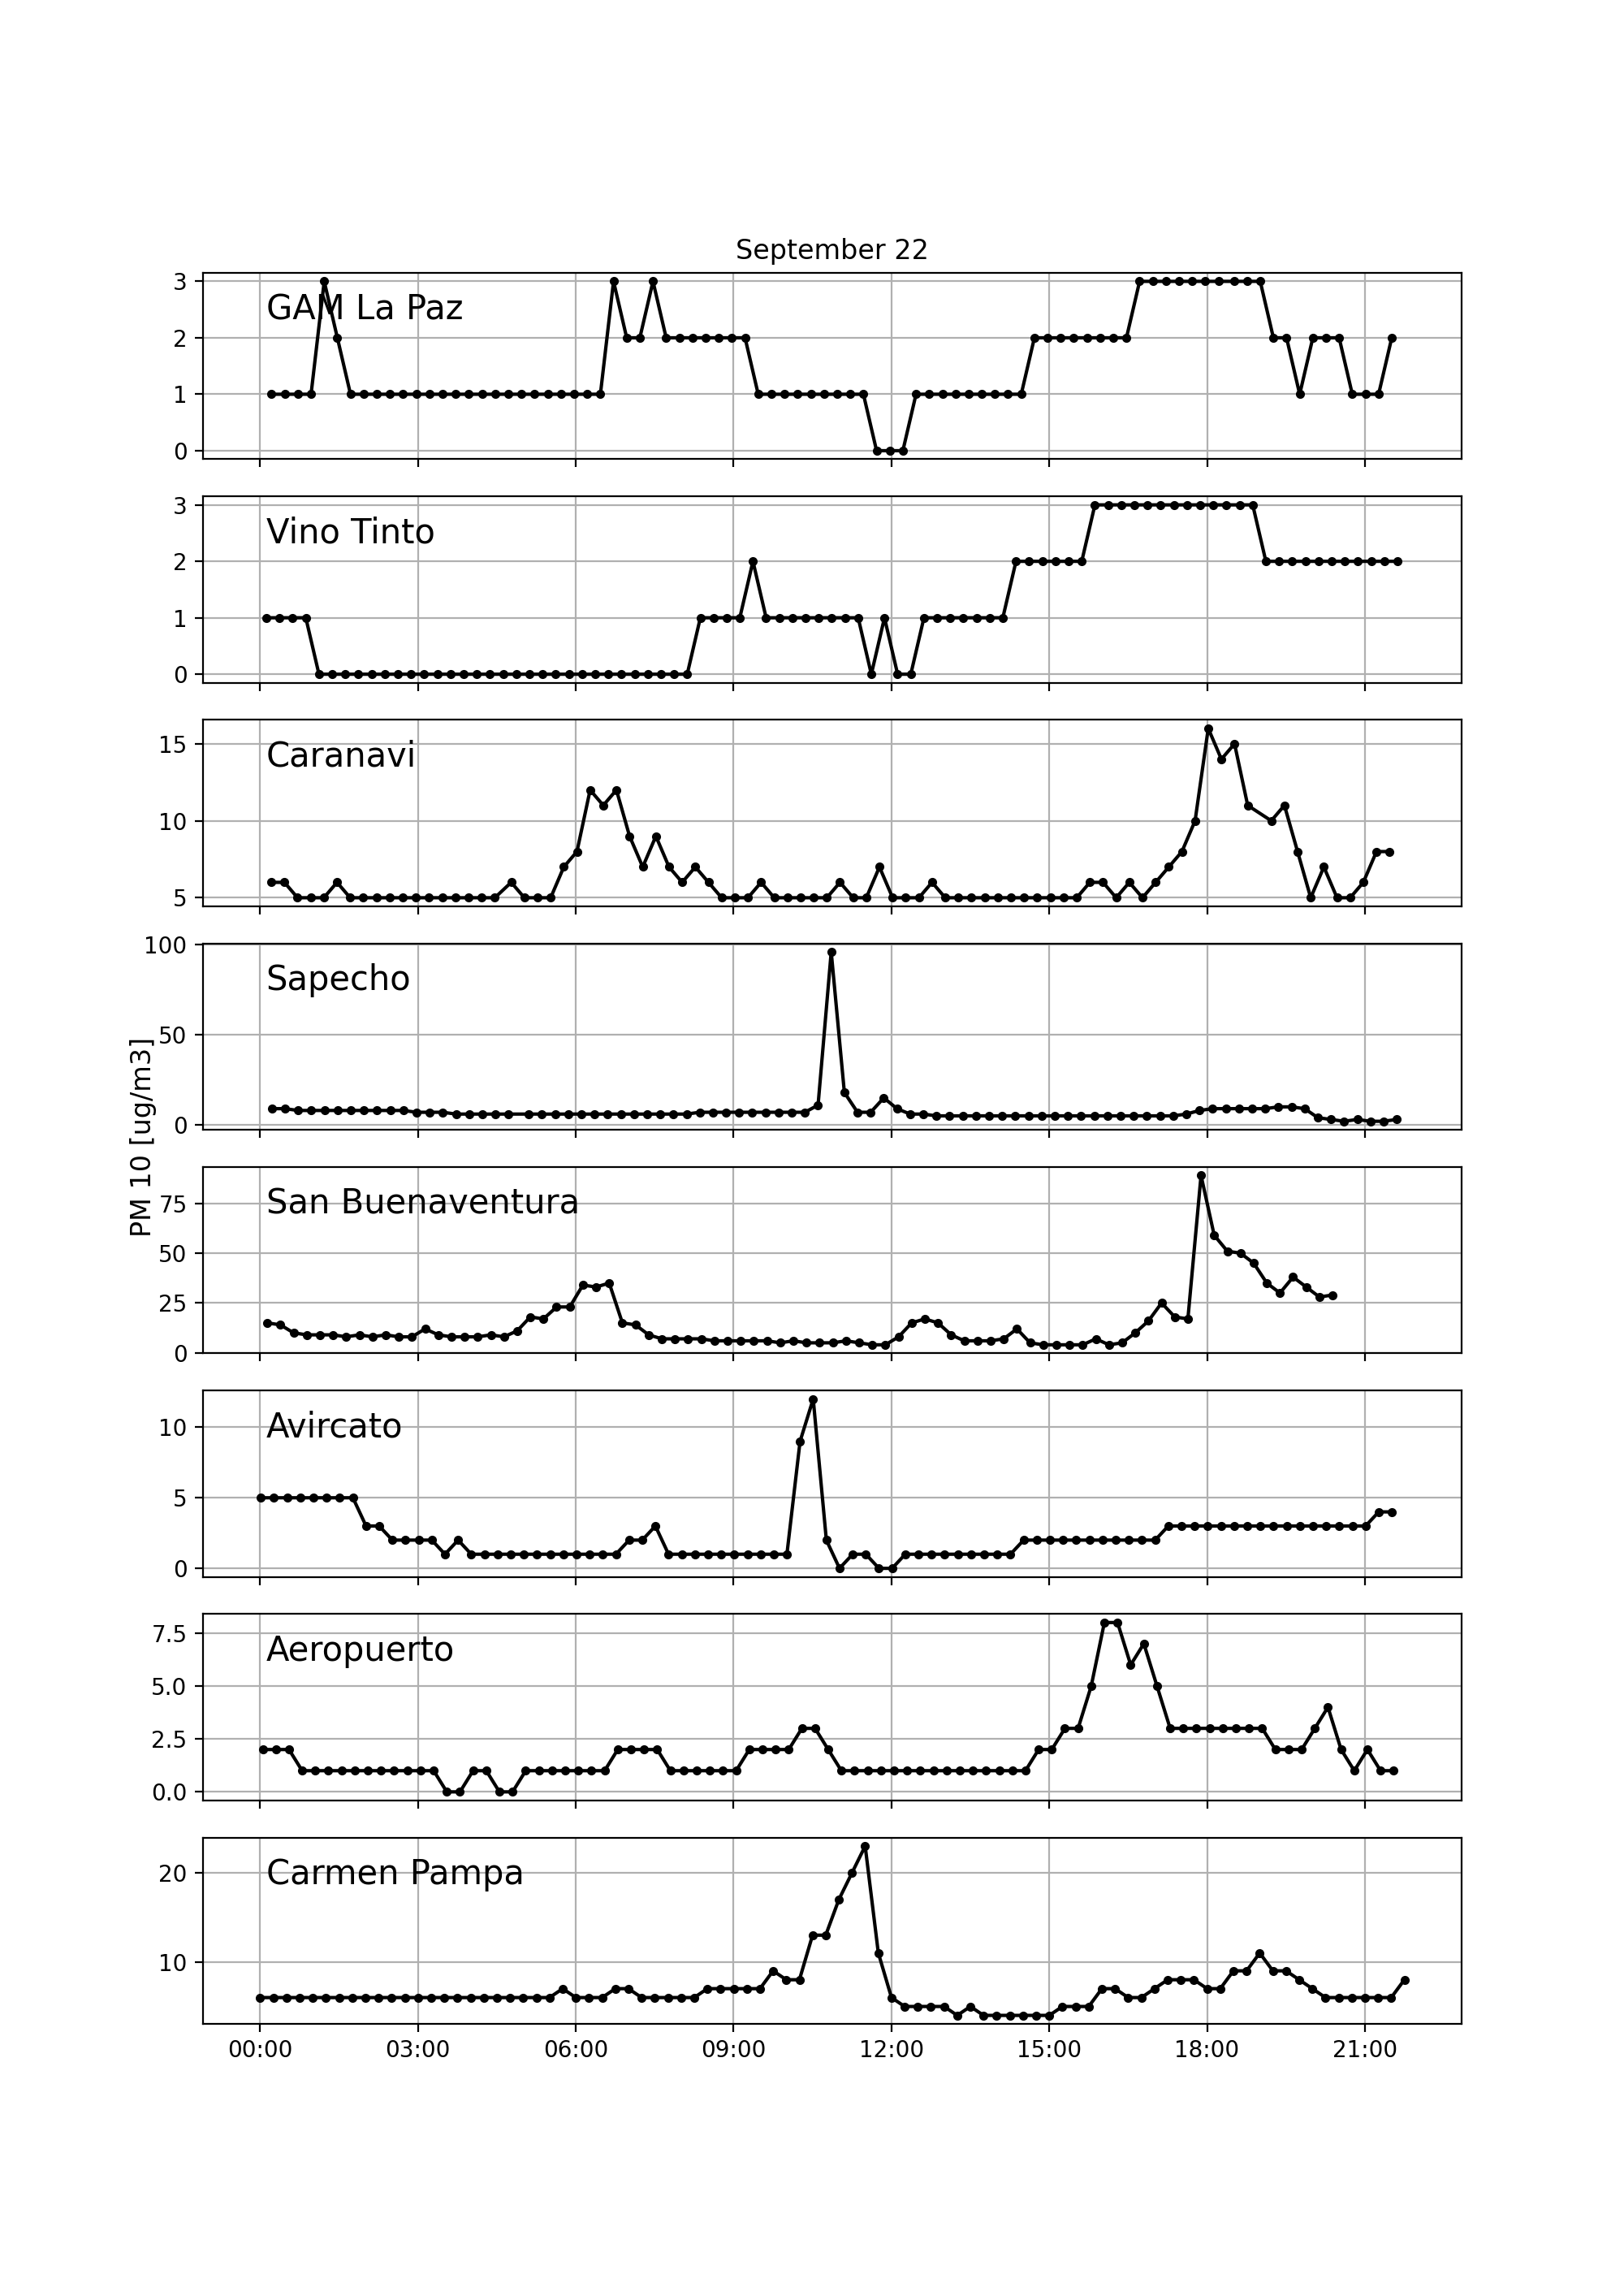 September 22
GAM La Paz
3
2
1
0
Vino Tinto
3
2
1
0
Caranavi
15
10
5
Sapecho
100
50
0
PM 10 [ug/m3]
San Buenaventura
75
50
25
0
Avircato
10
5
0
Aeropuerto
7.5
5.0
2.5
0.0
Carmen Pampa
20
10
00:00 03:00 06:00 09:00 12:00 15:00 18:00 21:00